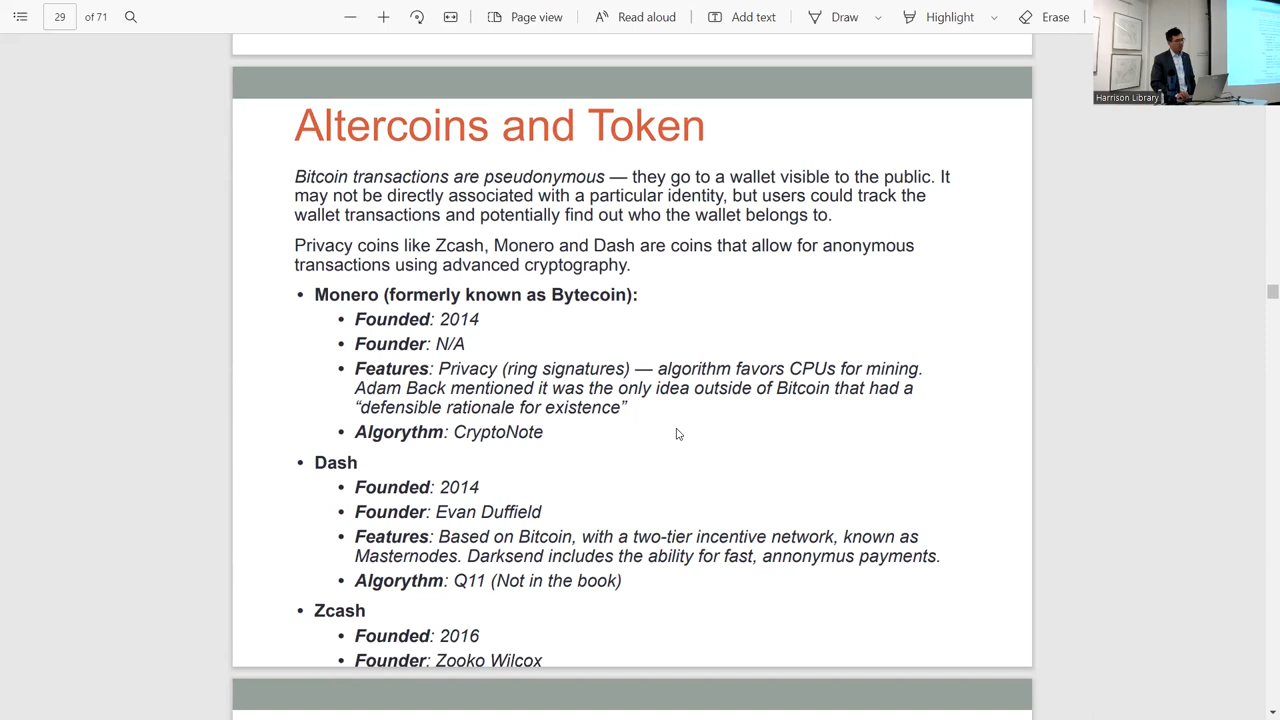 29 of 71 Page view Read aloud Add text Draw Highlight Erase
Harrison Library
Altercoins and Token
Bitcoin transactions are pseudonymous — they go to a wallet visible to the public. It
may not be directly associated with a particular identity, but users could track the
wallet transactions and potentially find out who the wallet belongs to.
Privacy coins like Zcash, Monero and Dash are coins that allow for anonymous
transactions using advanced cryptography.
• Monero (formerly known as Bytecoin):
• Founded: 2014
• Founder: N/A
• Features: Privacy (ring signatures) — algorithm favors CPUs for mining.
Adam Back mentioned it was the only idea outside of Bitcoin that had a
“defensible rationale for existence”
• Algorythm: CryptoNote
• Dash
• Founded: 2014
• Founder: Evan Duffield
• Features: Based on Bitcoin, with a two-tier incentive network, known as
Masternodes. Darksend includes the ability for fast, annonymus payments.
• Algorythm: Q11 (Not in the book)
• Zcash
• Founded: 2016
• Founder: Zooko Wilcox